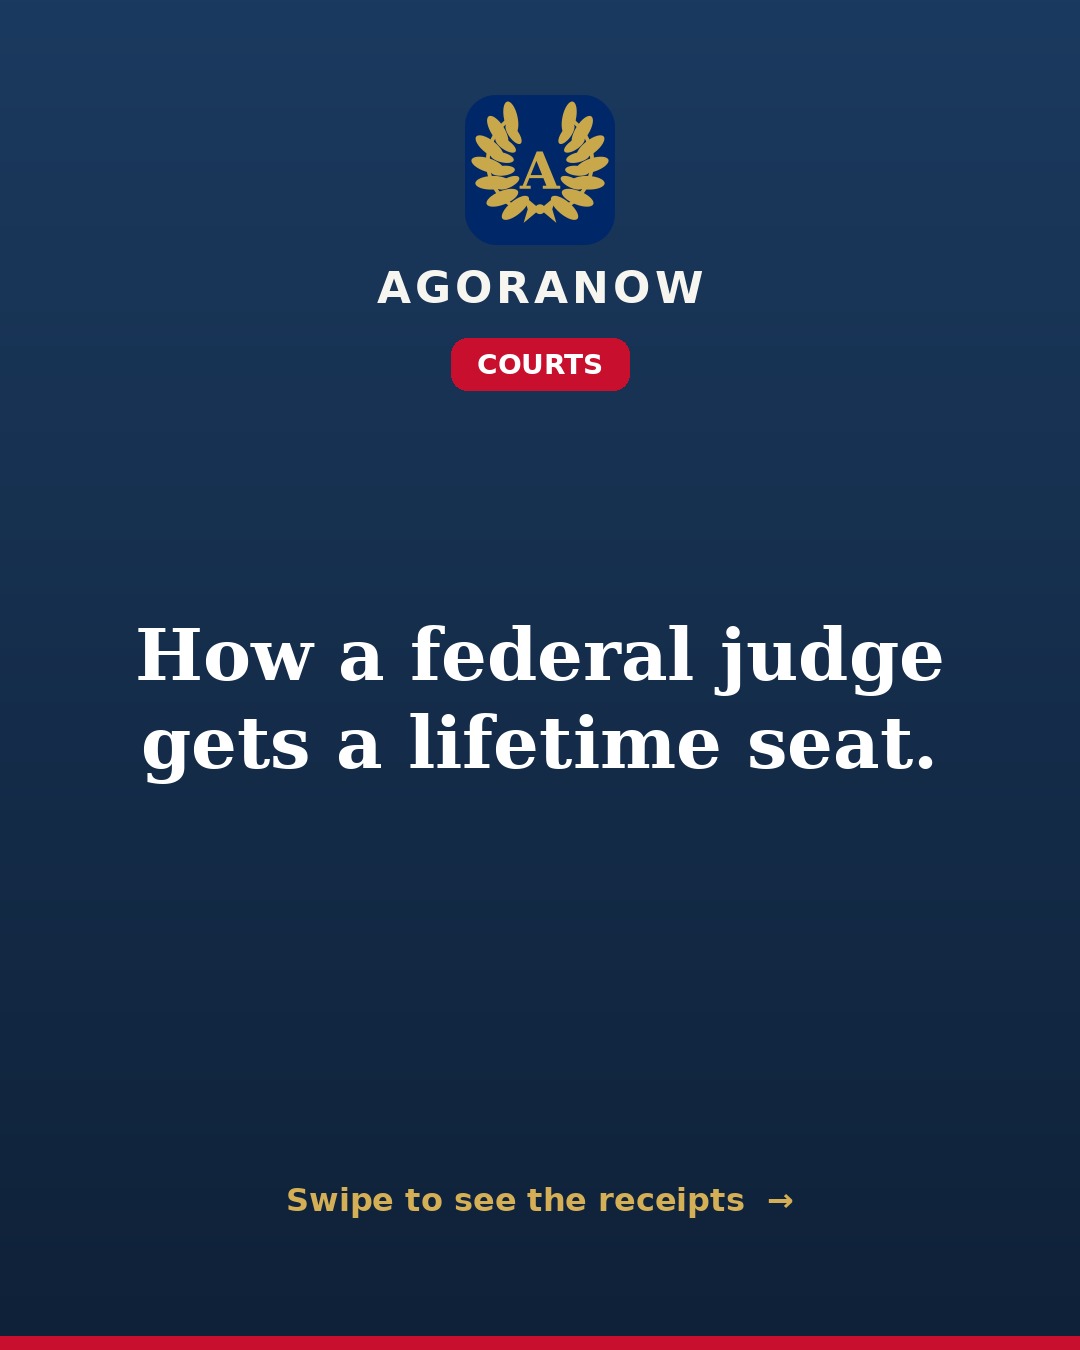 A
AGORANOW
COURTS
How a federal judge
gets a lifetime seat.
Swipe to see the receipts →